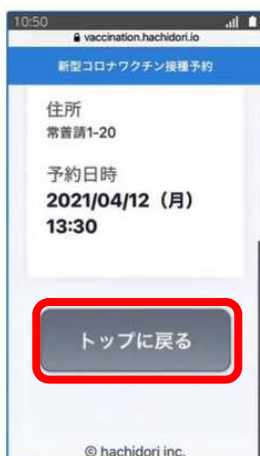 10:50
vaccination.hachidori.io
新型コロナワクチン接種予約
住所
常普請1-20
予約日時
2021/04/12（月）
13:30
トップに戻る
© hachidori inc.